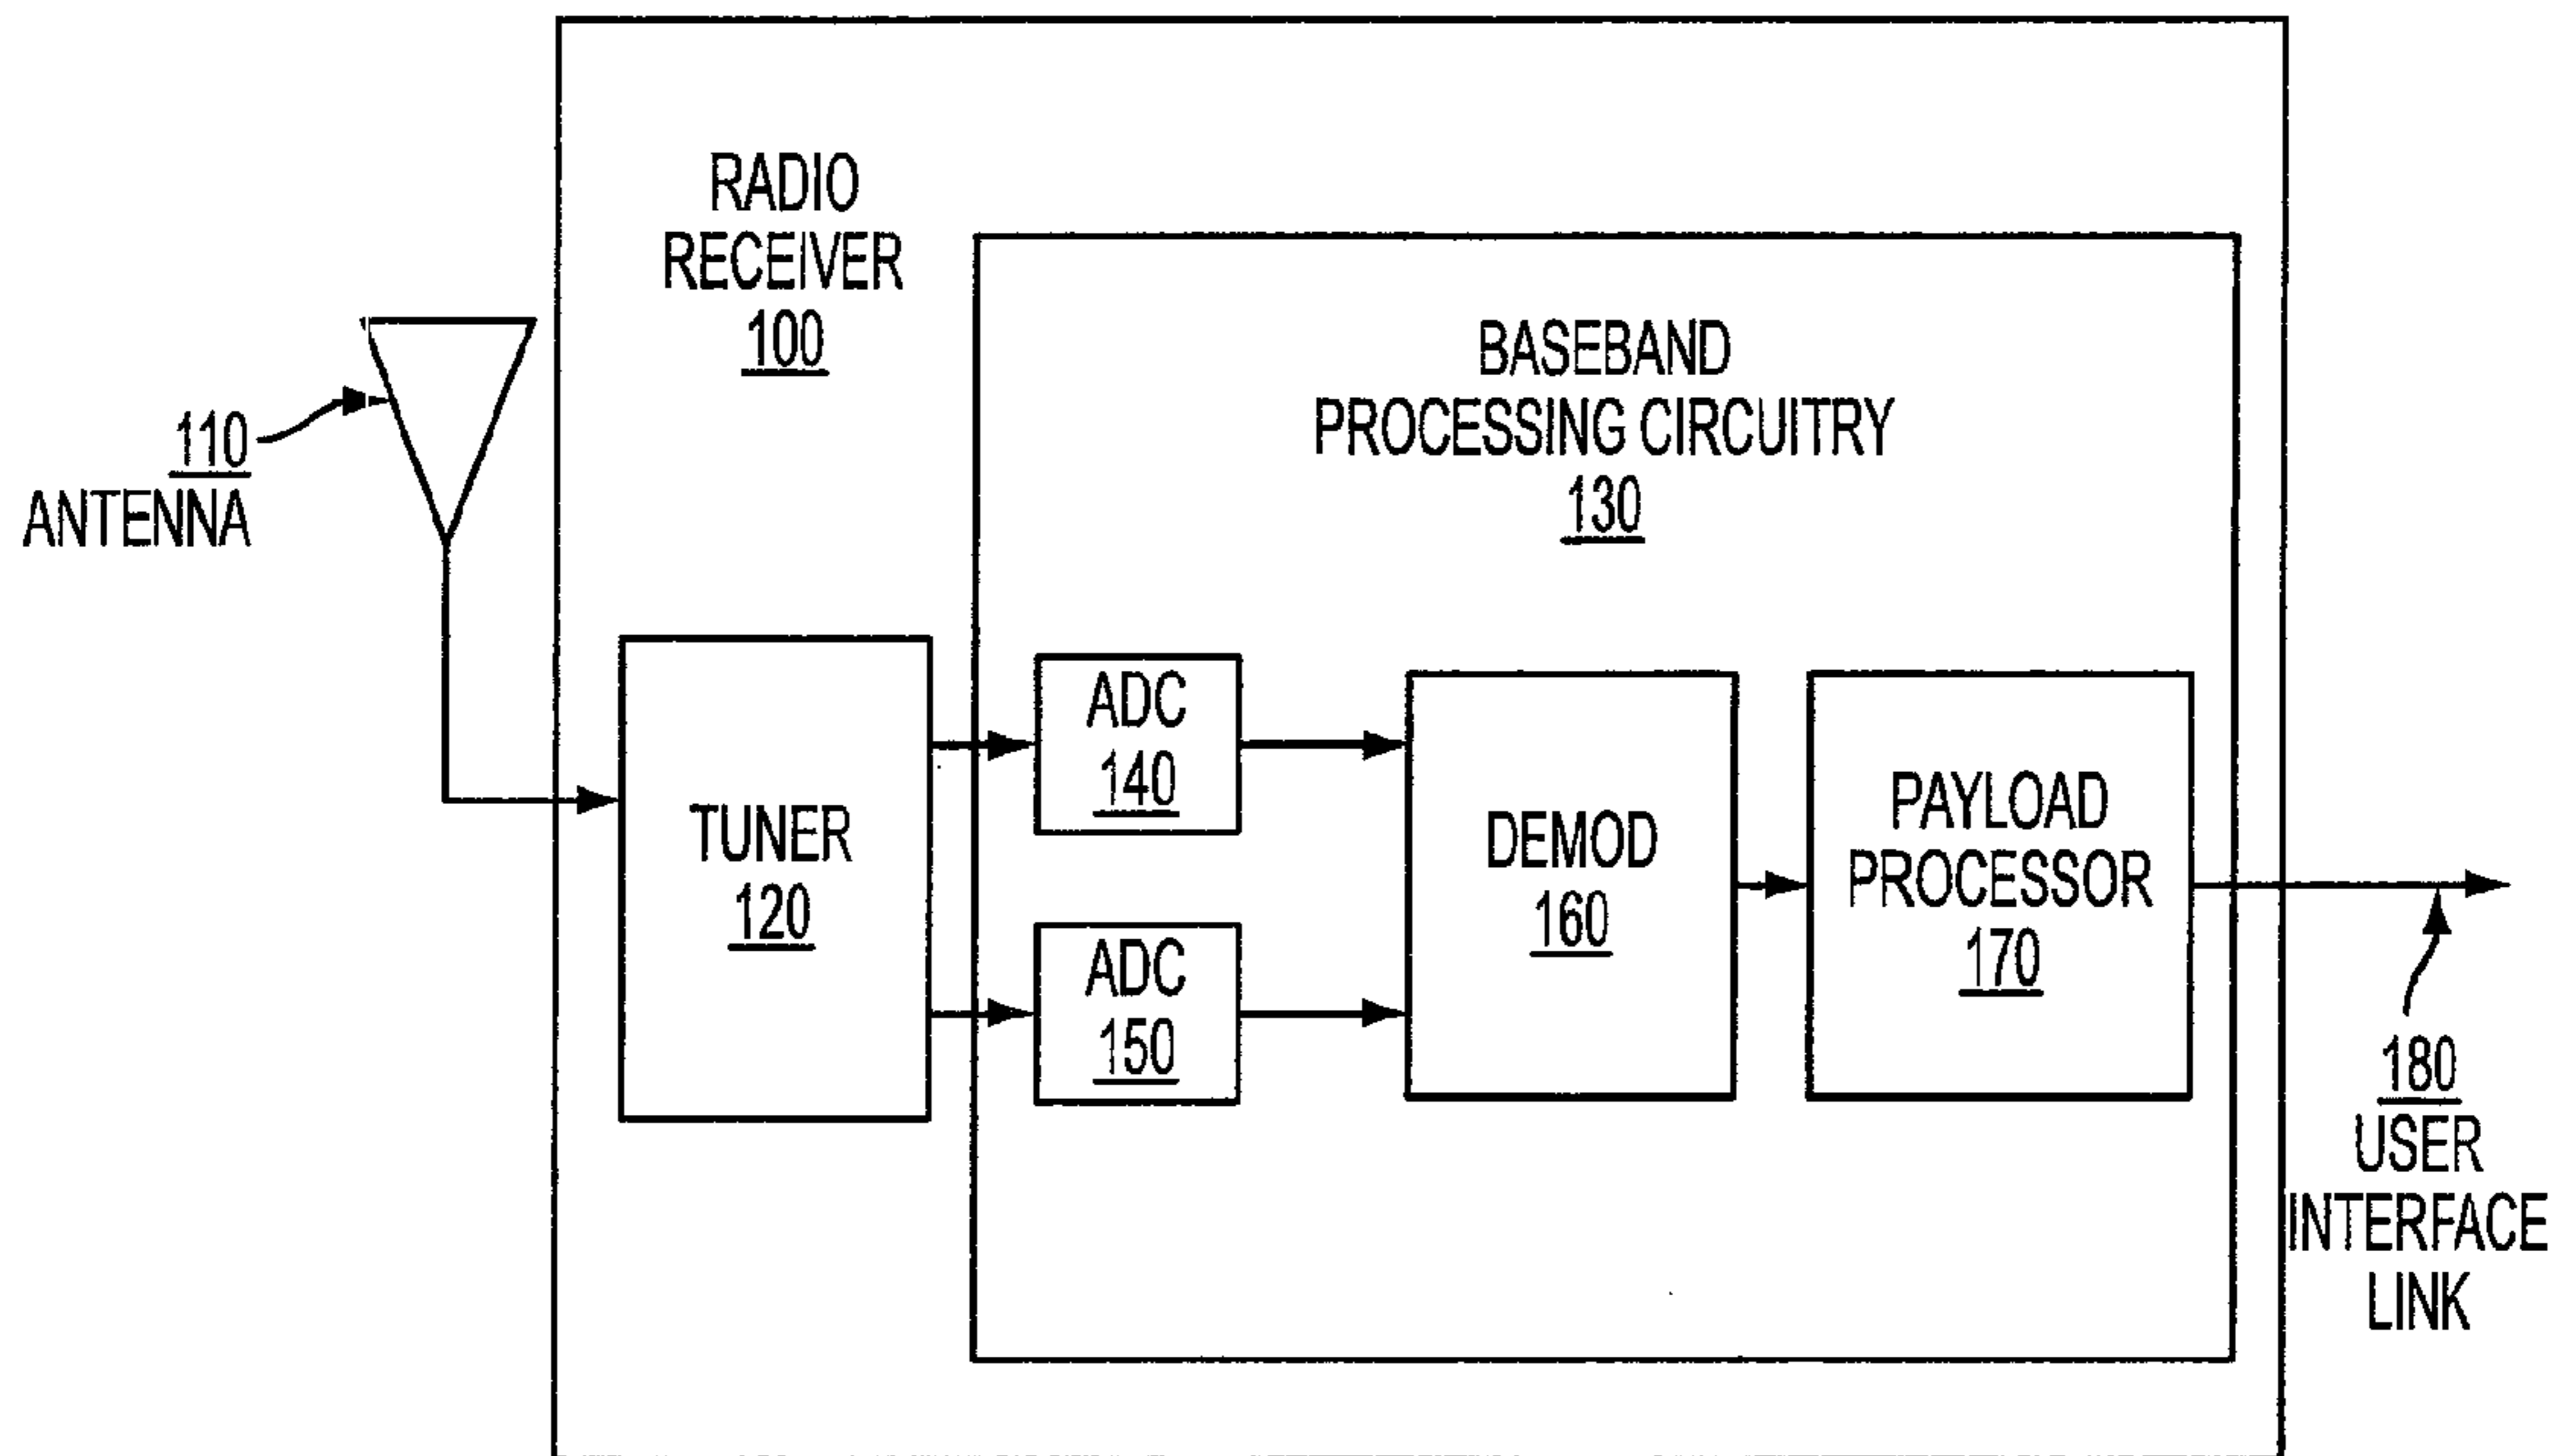 RADIO
RECEIVER
100
110
ANTENNA
BASEBAND
PROCESSING CIRCUITRY
130
TUNER
120
ADC
140
ADC
150
DEMOD
160
PAYLOAD
PROCESSOR
170
180
USER
INTERFACE
LINK